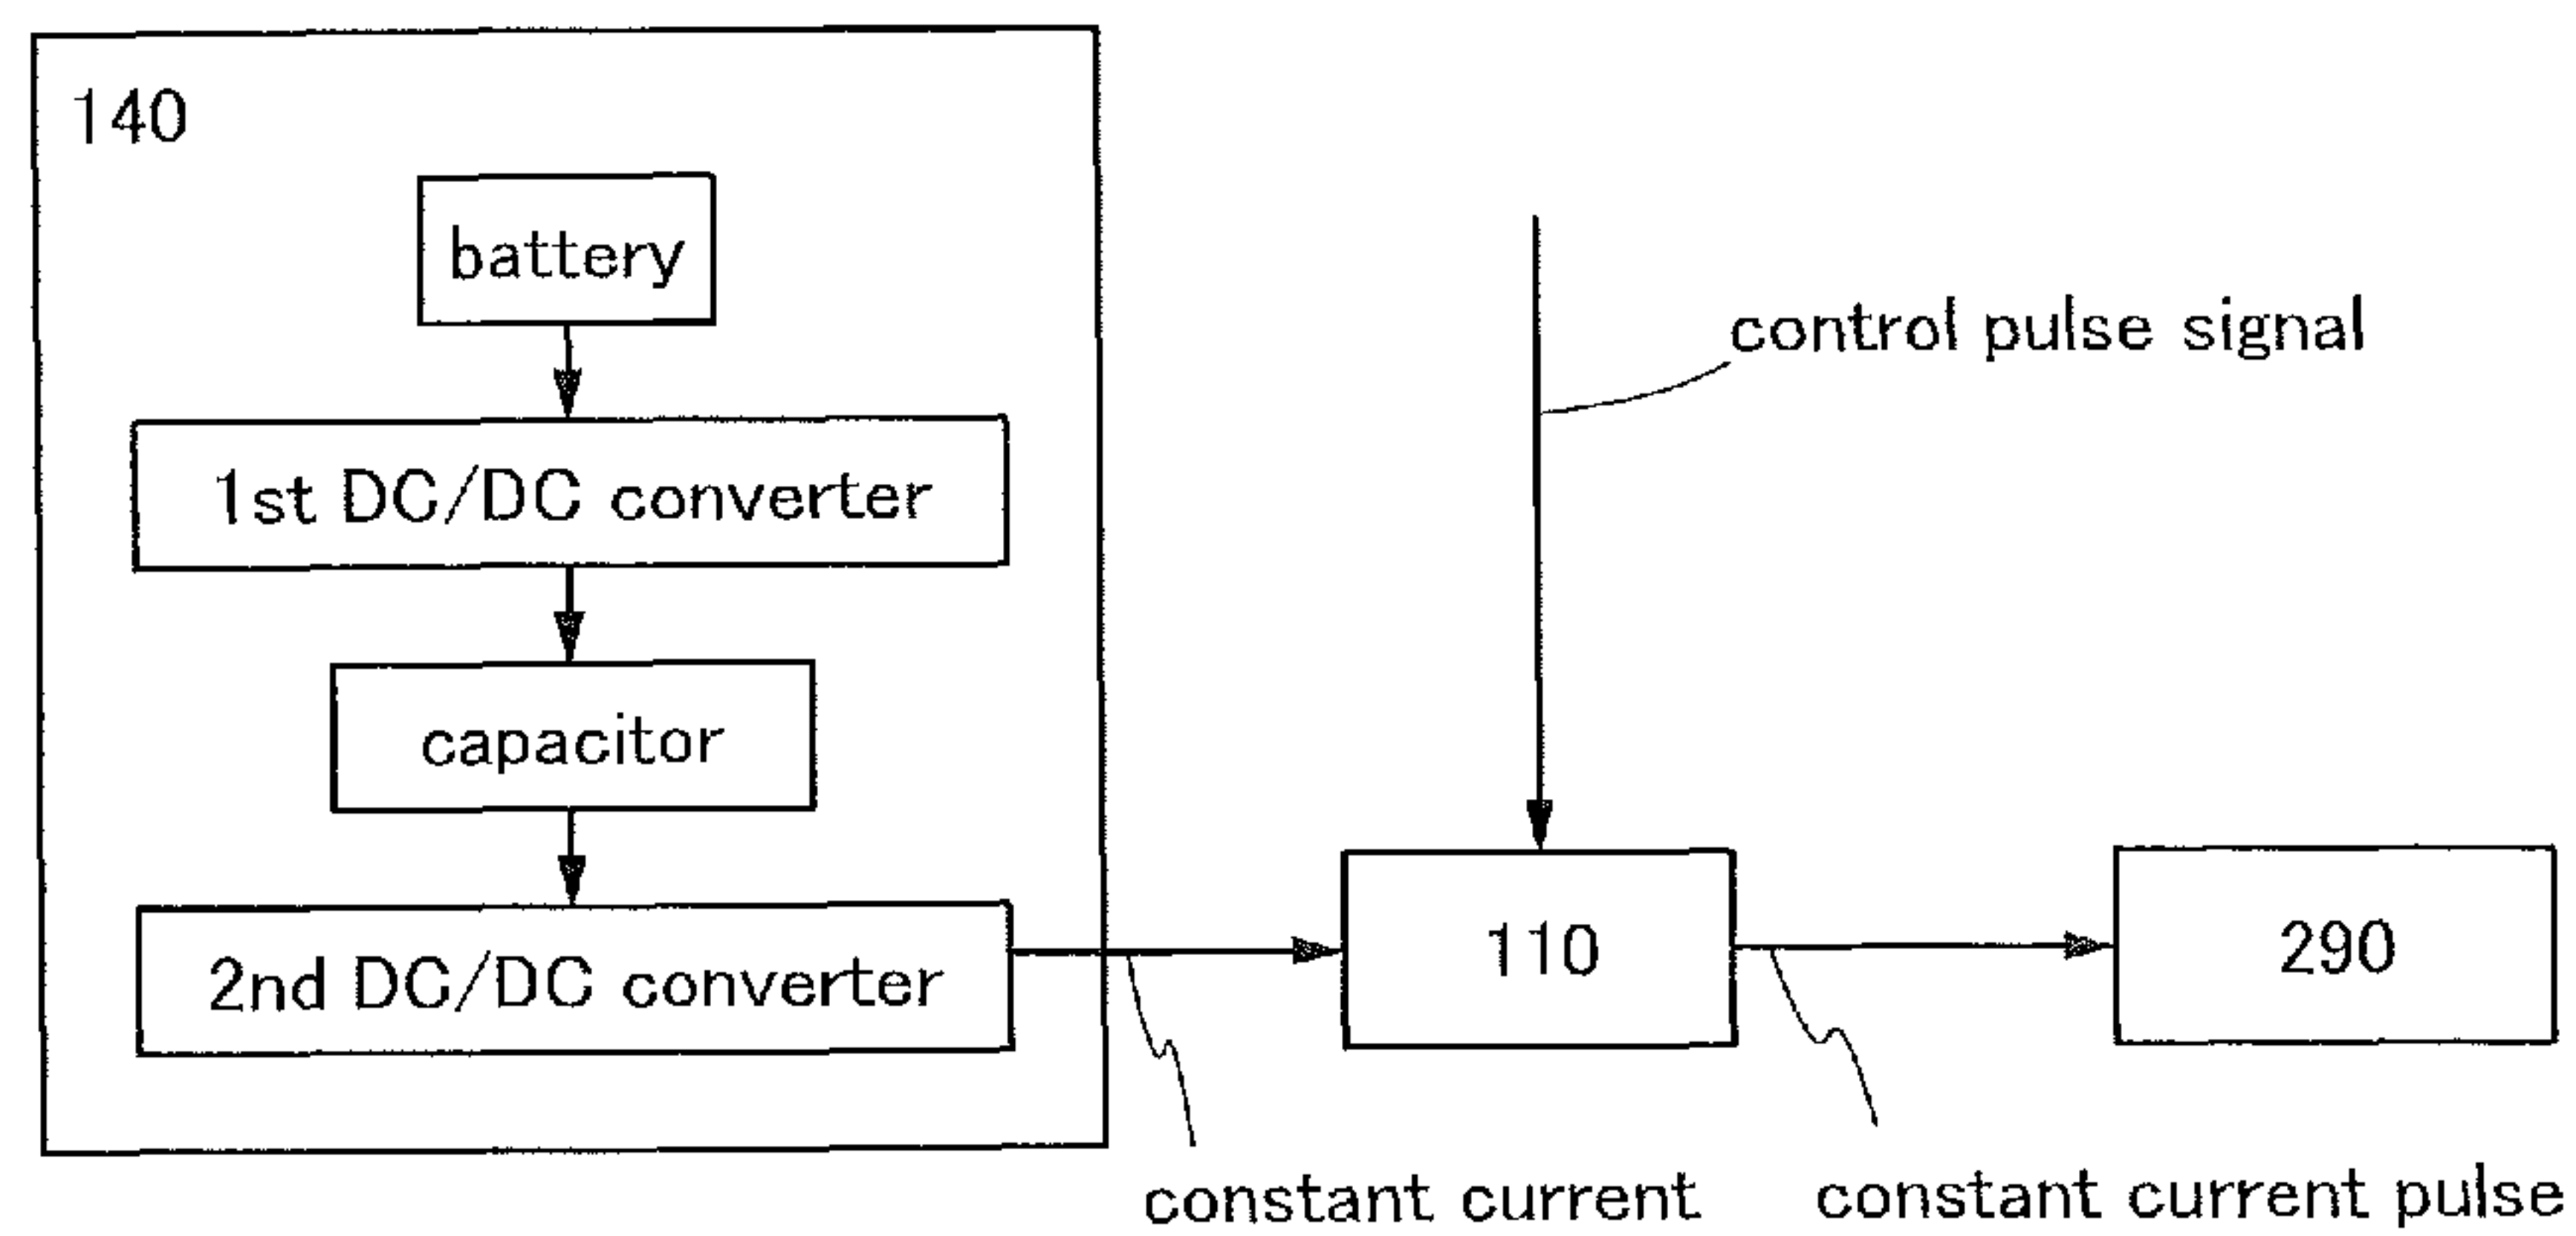 140
battery
1st DC/DC converter
control pulse signal
capacitor
2nd DC/DC converter
110
290
constant current
constant current pulse